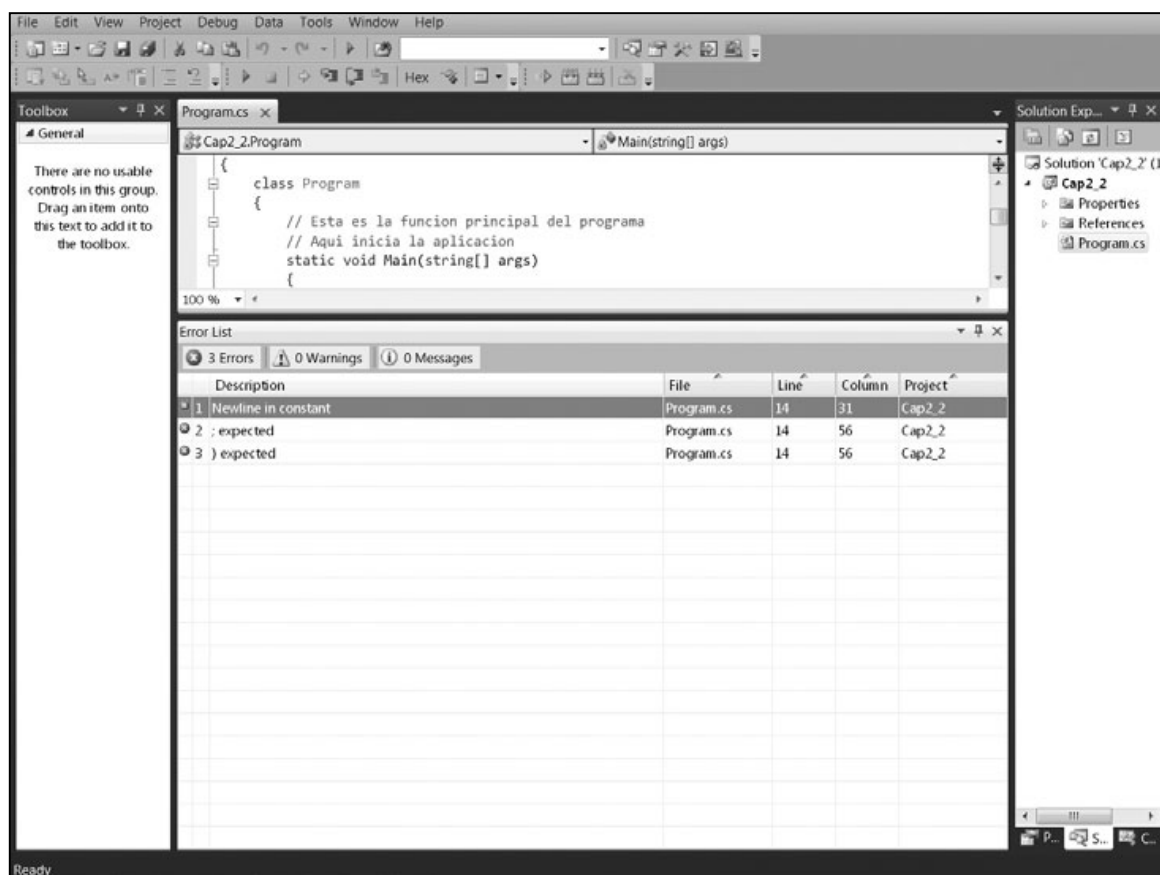 File Edit View Project Debug Data Tools Window Help
Hex
Toolbox
General
There are no usable
controls in this group.
Drag an item onto
this text to add it to
the toolbox.
Program.cs
Cap2_2.Program
Main(string[] args)
{
class Program
{
// Esta es la funcion principal del programa
// Aqui inicia la aplicacion
static void Main(string[] args)
{
100 %
Error List
3 Errors 0 Warnings 0 Messages
Description File Line Column Project
1 Newline in constant Program.cs 14 31 Cap2_2
2 ; expected Program.cs 14 56 Cap2_2
3 ) expected Program.cs 14 56 Cap2_2
Solution Exp...
Solution 'Cap2_2' (1
Cap2_2
Properties
References
Program.cs
P... S... C...
Ready